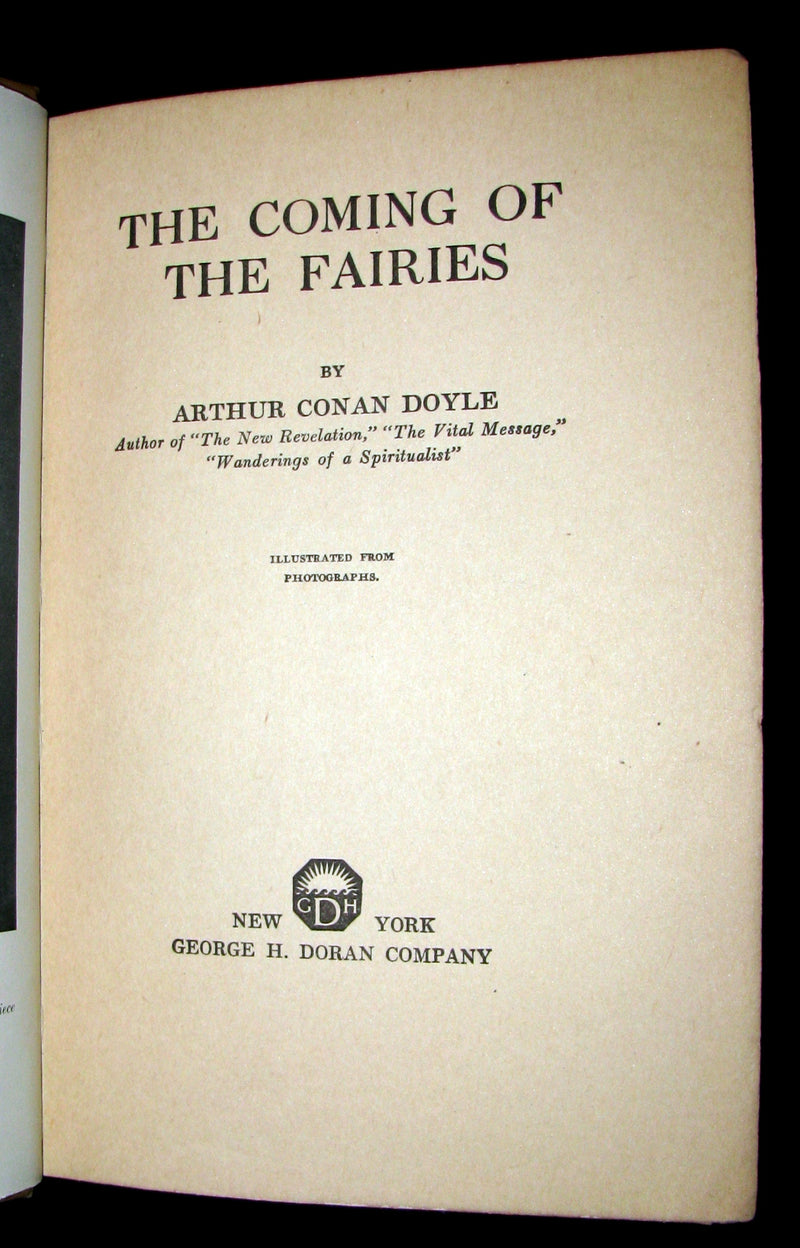 THE COMING OF
THE FAIRIES
BY
ARTHUR CONAN DOYLE
Author of "The New Revelation," "The Vital Message,"
"Wanderings of a Spiritualist"
ILLUSTRATED FROM
PHOTOGRAPHS.
GDH
NEW YORK
GEORGE H. DORAN COMPANY